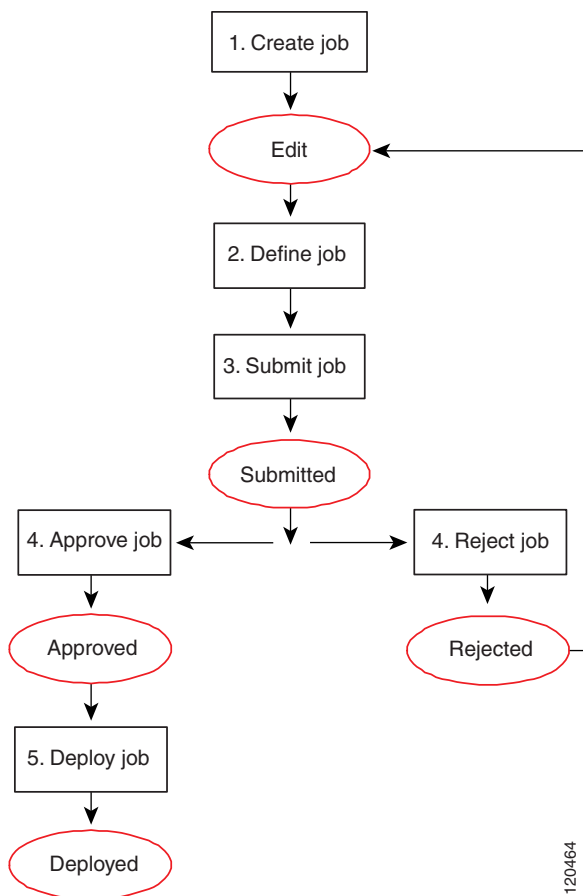 1. Create job
Edit
2. Define job
3. Submit job
Submitted
4. Approve job
4. Reject job
Approved
Rejected
5. Deploy job
Deployed
120464